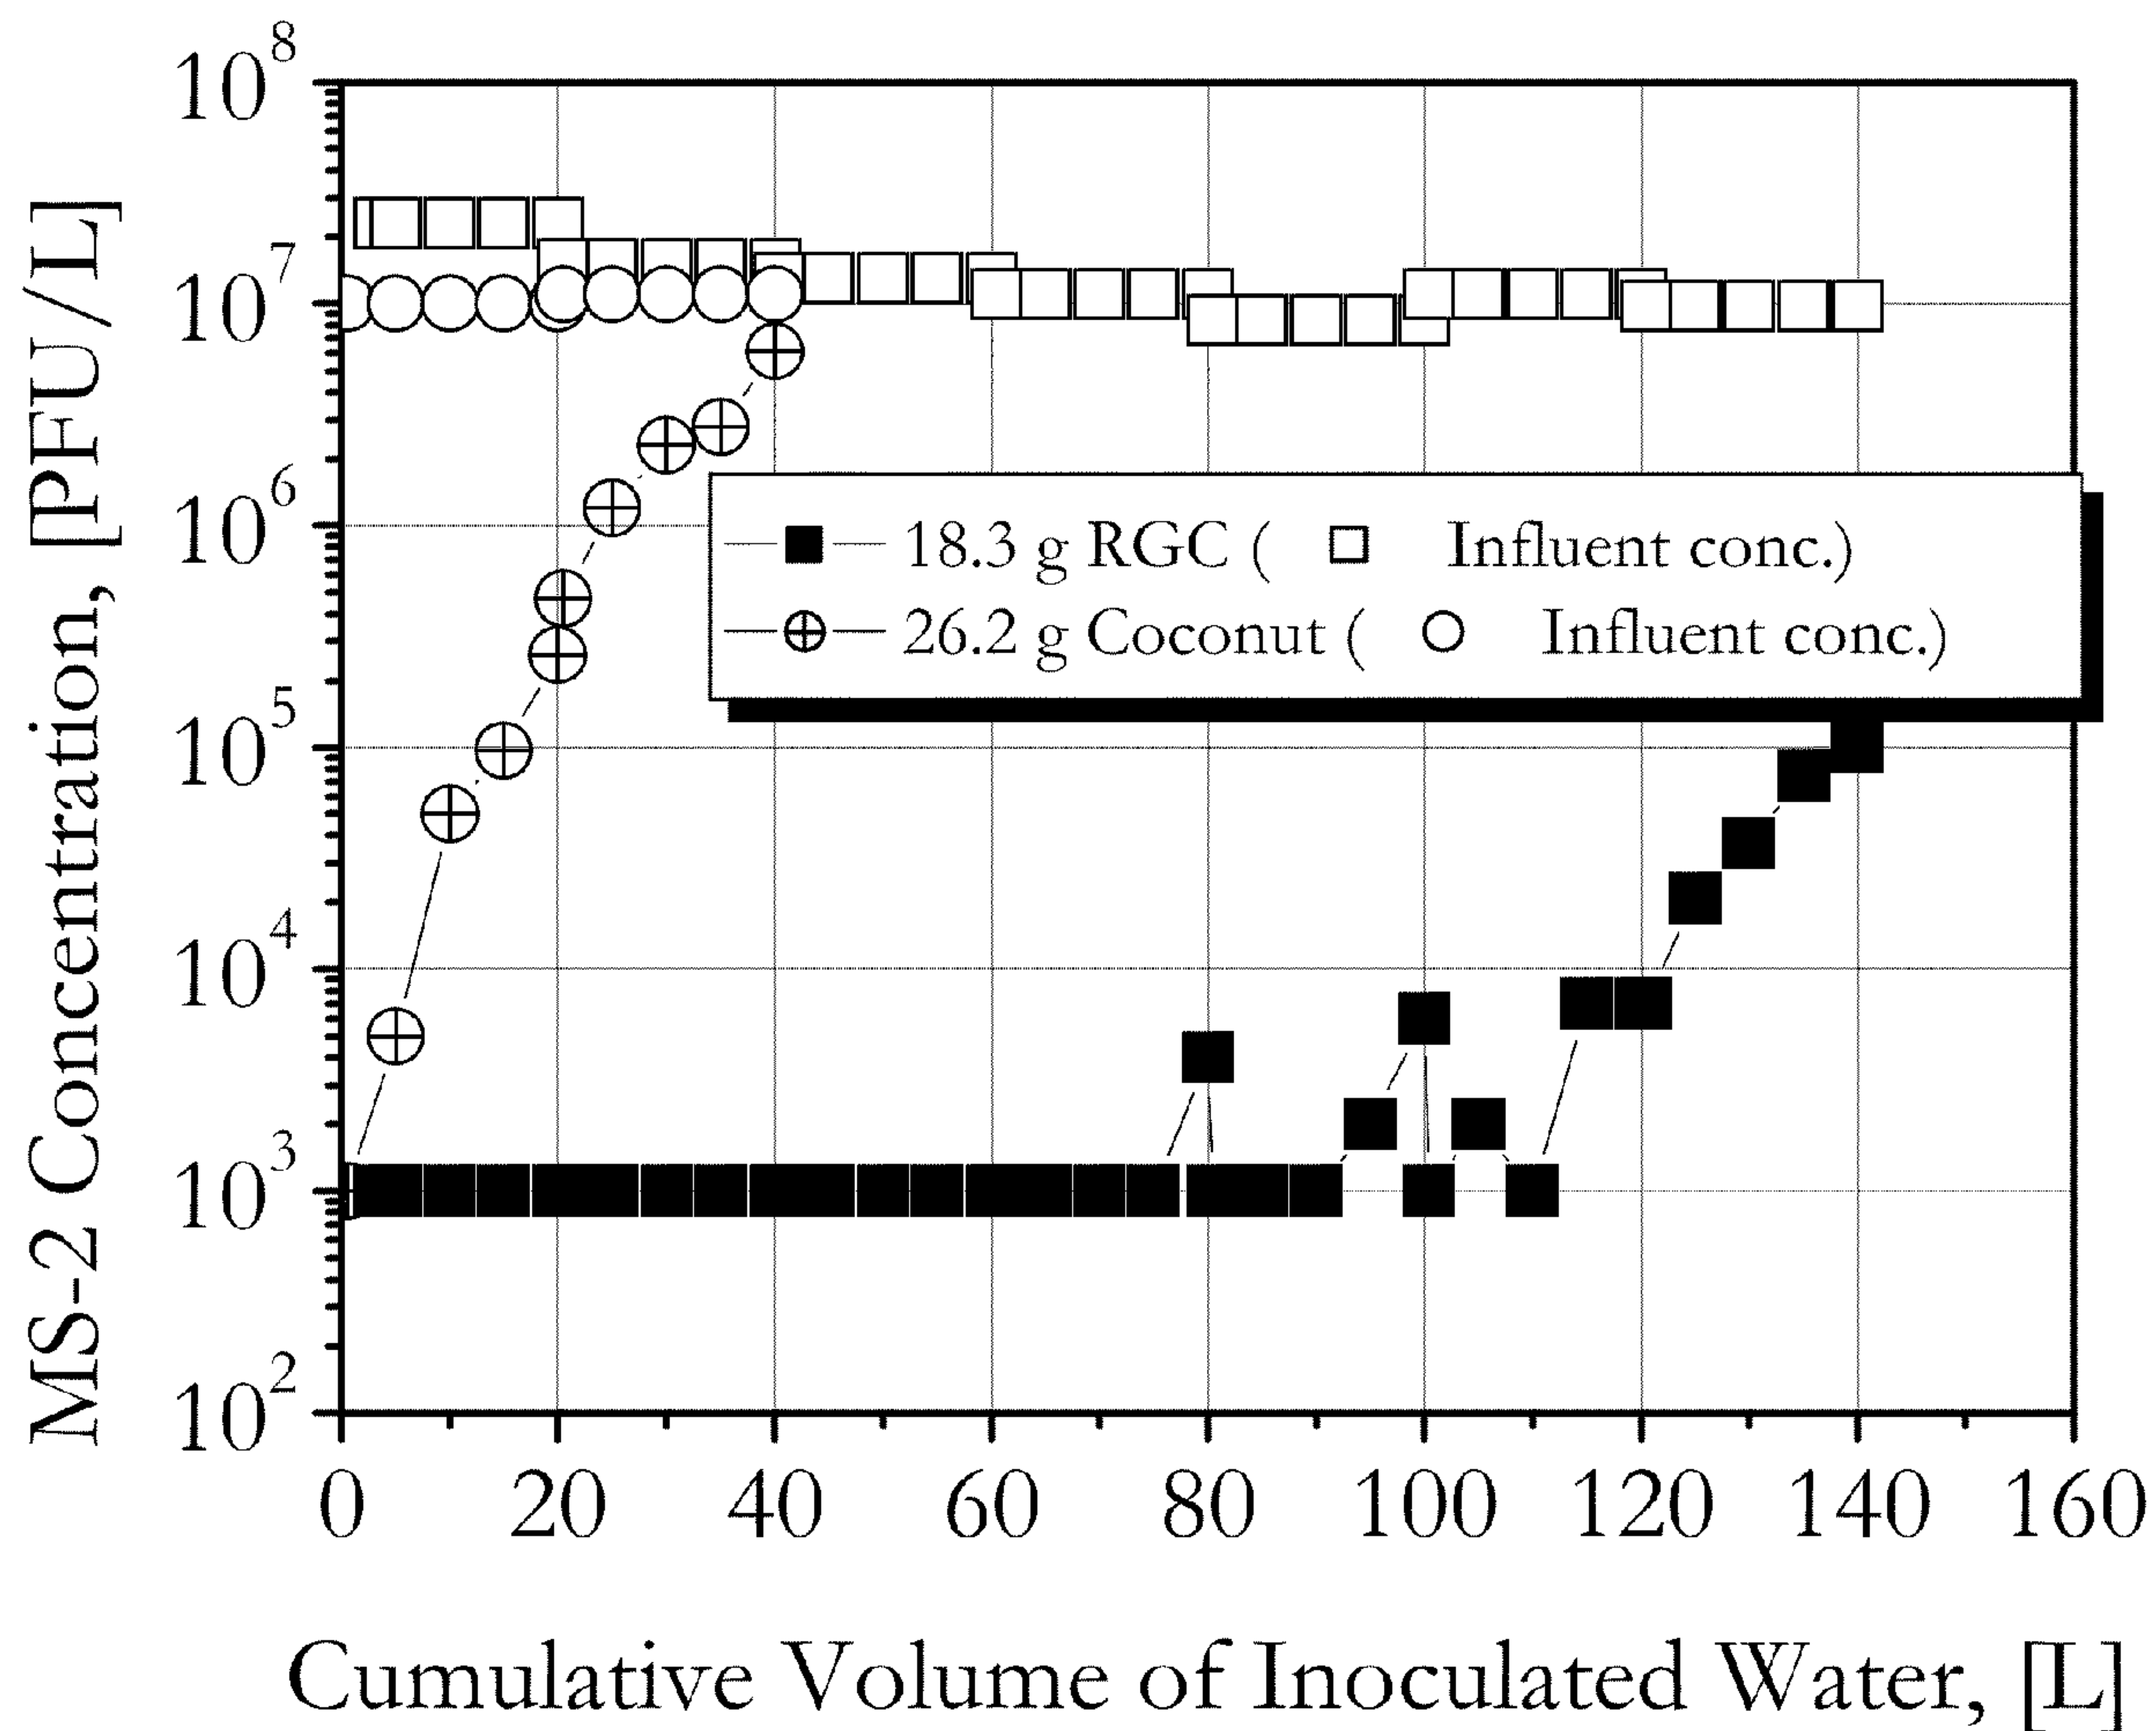 MS-2 Concentration, [PFU/L]
10^8
10^7
10^6
10^5
10^4
10^3
10^2
18.3 g RGC ( Influent conc.)
26.2 g Coconut ( Influent conc.)
0 20 40 60 80 100 120 140 160
Cumulative Volume of Inoculated Water, [L]